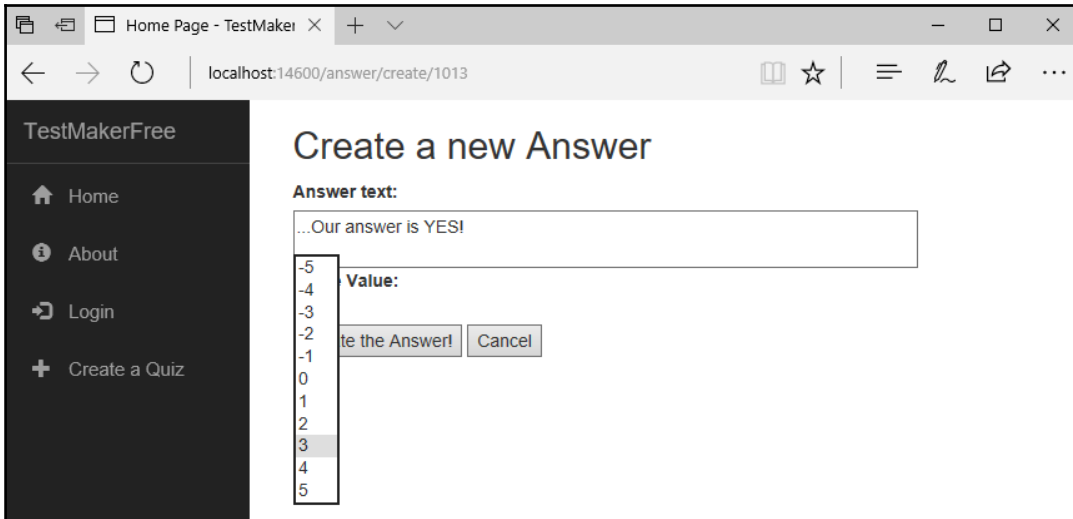 Home Page - TestMaker
localhost:14600/answer/create/1013
TestMakerFree
Home
About
Login
Create a Quiz
Create a new Answer
Answer text:
...Our answer is YES!
Value:
te the Answer!
Cancel
-5
-4
-3
-2
-1
0
1
2
3
4
5